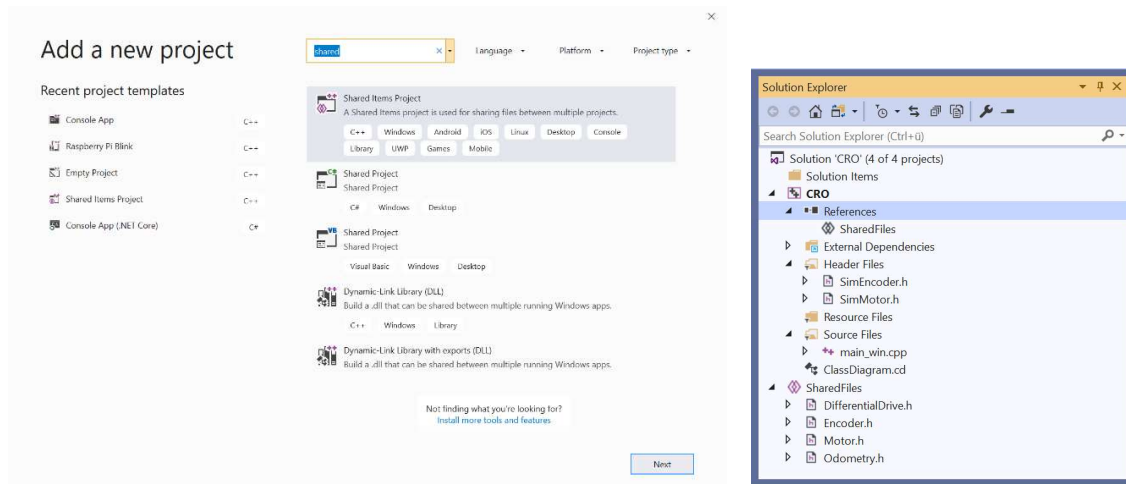 Add a new project
shared
Language
Platform
Project type
Recent project templates
Console App C++
Raspberry Pi Blink C++
Empty Project C++
Shared Items Project C++
Console App (.NET Core) C#
Shared Items Project
A Shared Items project is used for sharing files between multiple projects.
C++ Windows Android iOS Linux Desktop Console
Library UWP Games Mobile
Shared Project
Shared Project
C# Windows Desktop
Shared Project
Shared Project
Visual Basic Windows Desktop
Dynamic-Link Library (DLL)
Build a .dll that can be shared between multiple running Windows apps.
C++ Windows Library
Dynamic-Link Library with exports (DLL)
Build a .dll that can be shared between multiple running Windows apps.
Not finding what you're looking for?
Install more tools and features
Next
Solution Explorer
Search Solution Explorer (Ctrl+ü)
Solution 'CRO' (4 of 4 projects)
Solution Items
CRO
References
SharedFiles
External Dependencies
Header Files
SimEncoder.h
SimMotor.h
Resource Files
Source Files
main_win.cpp
ClassDiagram.cd
SharedFiles
DifferentialDrive.h
Encoder.h
Motor.h
Odometry.h